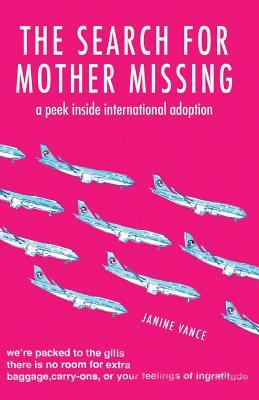 THE SEARCH FOR
MOTHER MISSING
a peek inside international adoption
JANINE VANCE
we're packed to the gills
there is no room for extra
baggage,carry-ons, or your feelings of ingratitude